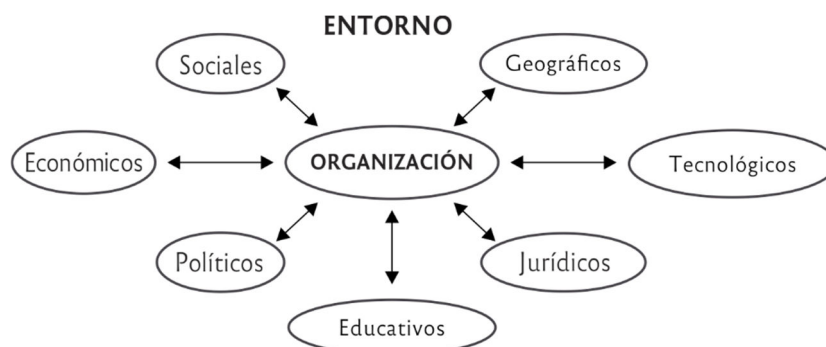 ENTORNO
Sociales
Geográficos
Económicos
ORGANIZACIÓN
Tecnológicos
Políticos
Jurídicos
Educativos